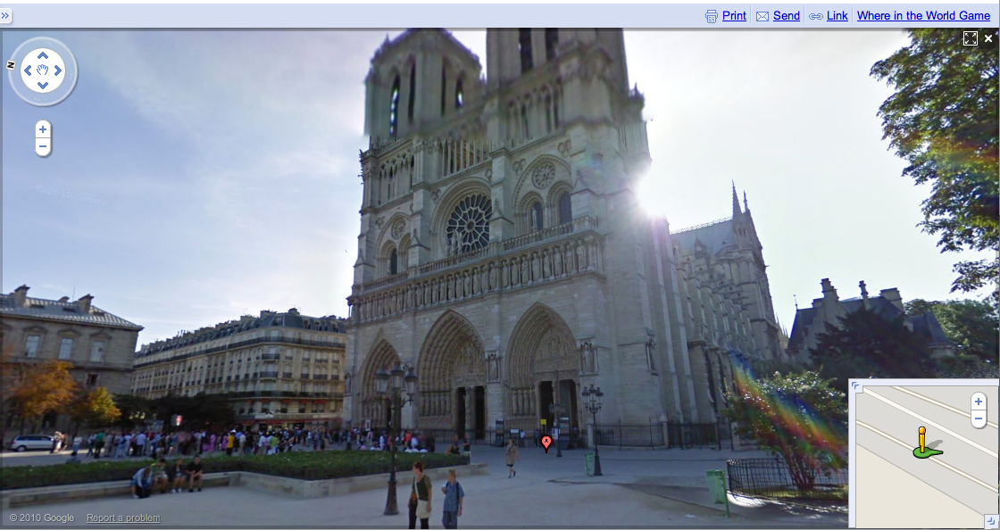 Print Send Link Where in the World Game
N
A
© 2010 Google Report a problem